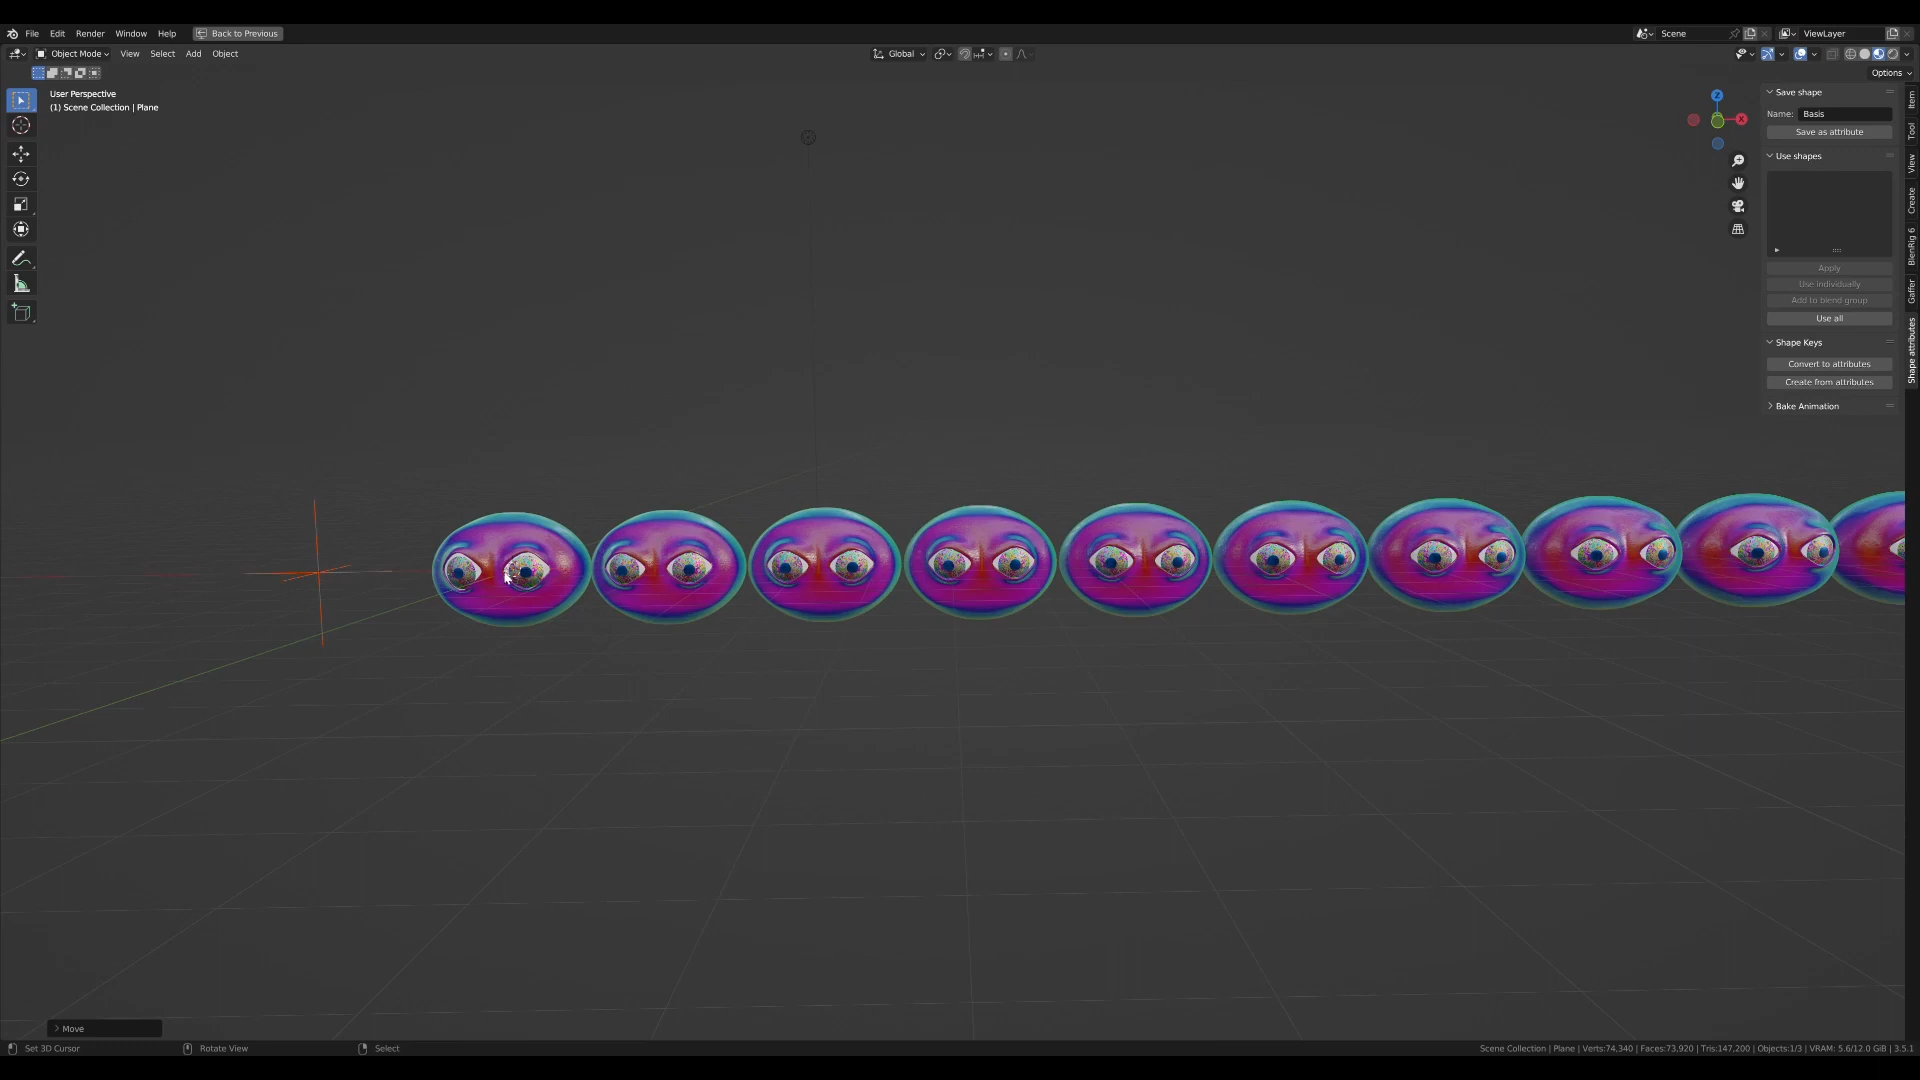 File Edit Render Window Help Back to Previous Scene ViewLayer
Object Mode View Select Add Object Global
Options
User Perspective
(1) Scene Collection | Plane
Save shape
Name: Basis
Save as attribute
Use shapes
Apply
Use individually
Add to blend group
Use all
Shape Keys
Convert to attributes
Create from attributes
Bake Animation
Z
X
Item
Tool
View
Create
BlenRig 6
Gaffer
Shape attributes
Move
Set 3D Cursor Rotate View Select Scene Collection | Plane | Verts:74,340 | Faces:73,920 | Tris:147,200 | Objects:1/3 | VRAM: 5.6/12.0 GiB | 3.5.1